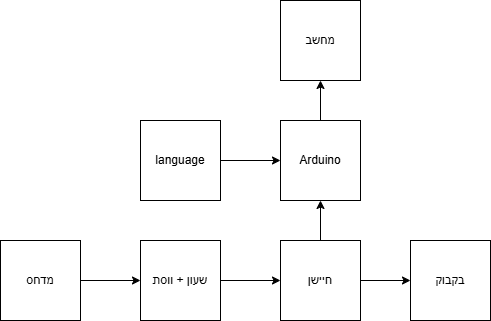 מחשב
language
Arduino
מדחס
שעון + ווסת
חיישן
בקבוק